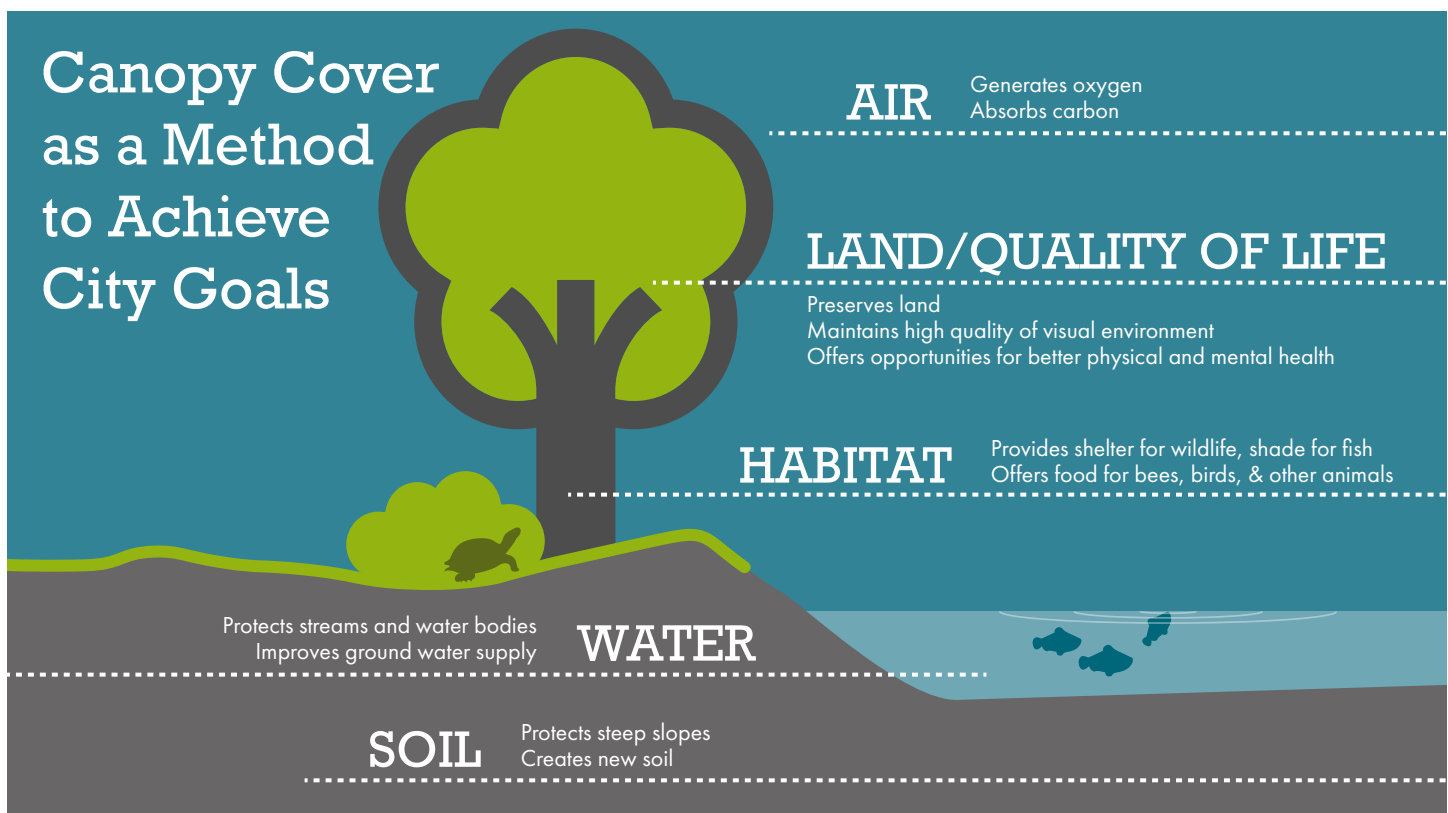 Canopy Cover
as a Method
to Achieve
City Goals
AIR
Generates oxygen
Absorbs carbon
LAND/QUALITY OF LIFE
Preserves land
Maintains high quality of visual environment
Offers opportunities for better physical and mental health
HABITAT
Provides shelter for wildlife, shade for fish
Offers food for bees, birds, & other animals
Protects streams and water bodies
Improves ground water supply
WATER
SOIL
Protects steep slopes
Creates new soil